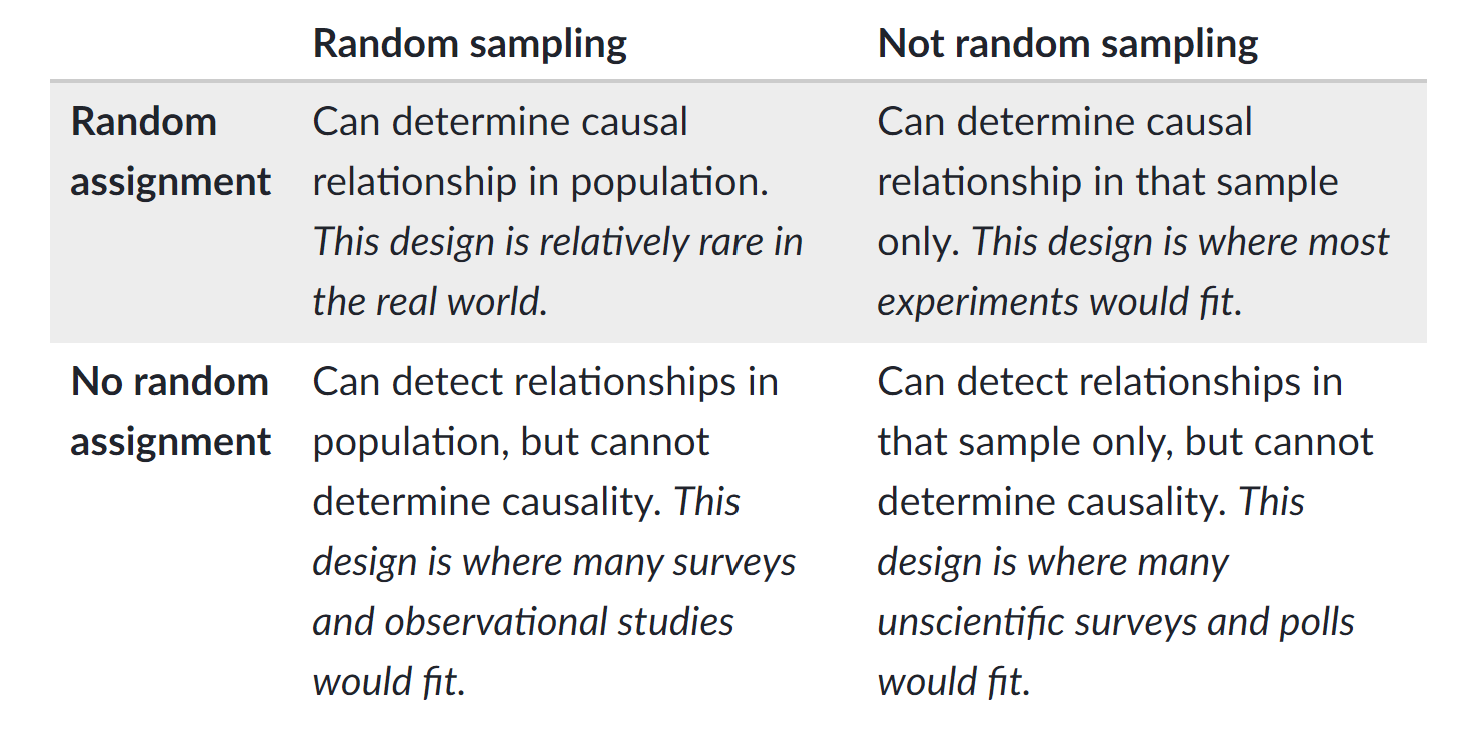 Random sampling
Not random sampling
Random
assignment
Can determine causal
relationship in population.
This design is relatively rare in
the real world.
Can determine causal
relationship in that sample
only. This design is where most
experiments would fit.
No random
assignment
Can detect relationships in
population, but cannot
determine causality. This
design is where many surveys
and observational studies
would fit.
Can detect relationships in
that sample only, but cannot
determine causality. This
design is where many
unscientific surveys and polls
would fit.